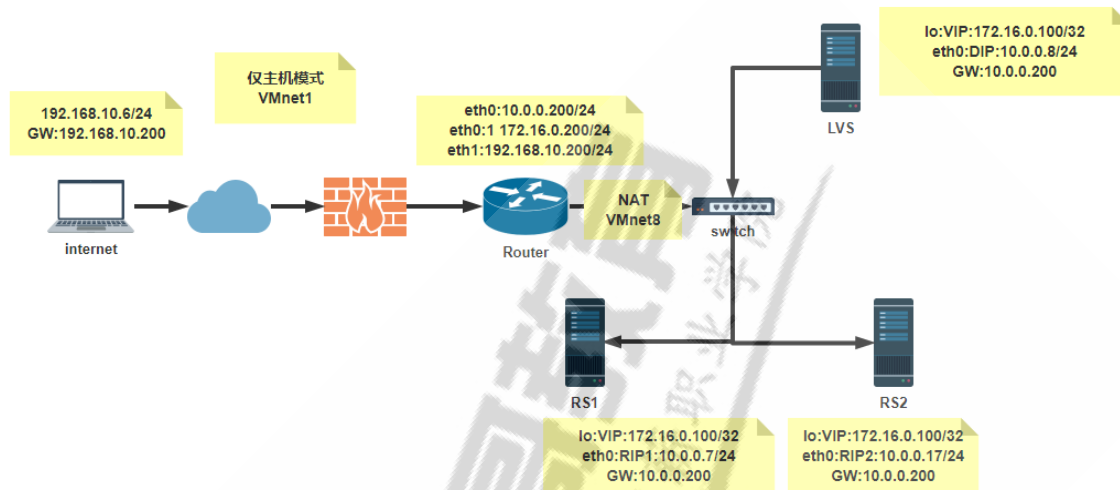 仅主机模式
VMnet1
192.168.10.6/24
GW:192.168.10.200
internet
eth0:10.0.0.200/24
eth0:1 172.16.0.200/24
eth1:192.168.10.200/24
Router
NAT
VMnet8
switch
lo:VIP:172.16.0.100/32
eth0:DIP:10.0.0.8/24
GW:10.0.0.200
LVS
RS1
lo:VIP:172.16.0.100/32
eth0:RIP1:10.0.0.7/24
GW:10.0.0.200
RS2
lo:VIP:172.16.0.100/32
eth0:RIP2:10.0.0.17/24
GW:10.0.0.200